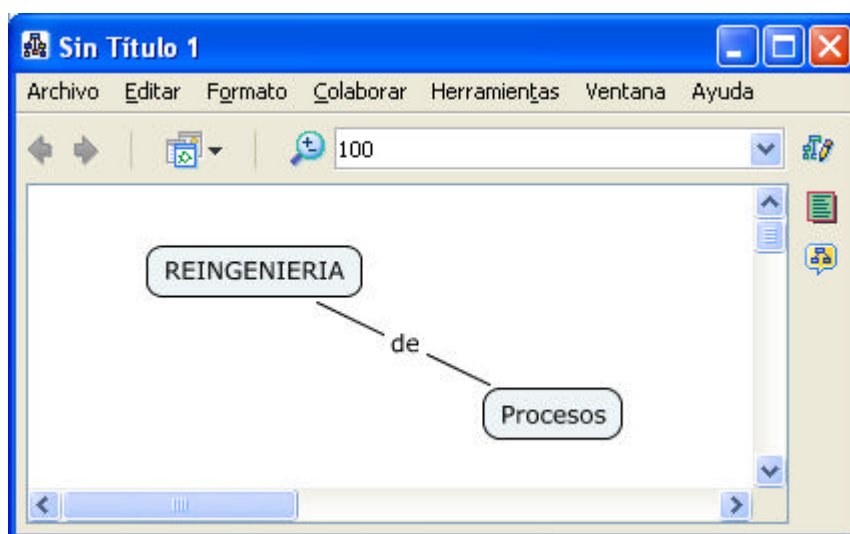 Sin Título 1
Archivo Editar Formato Colaborar Herramientas Ventana Ayuda
100
REINGENIERIA
de
Procesos